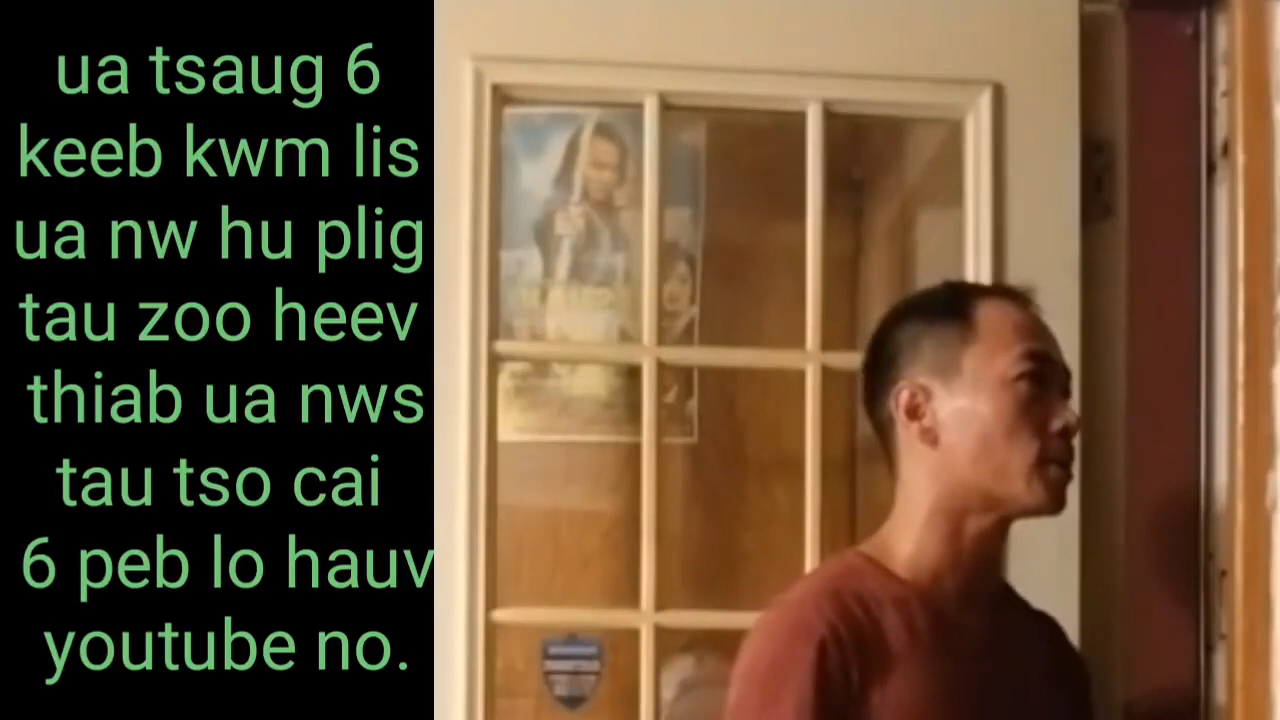 ua tsaug 6
keeb kwm lis
ua nw hu plig
tau zoo heev
thiab ua nws
tau tso cai
6 peb lo hauv
youtube no.